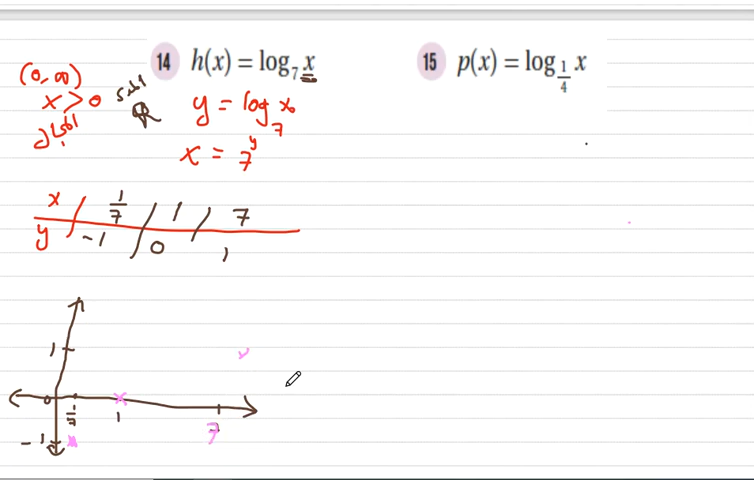 14 h(x) = log₇ x
15 p(x) = log_{1/4} x
(0, ∞)
x > 0
y = log₇ x
x = 7^y
x / 1/7 / 1 / 7
y / -1 / 0 1
1
0 1/7 1 7
-1